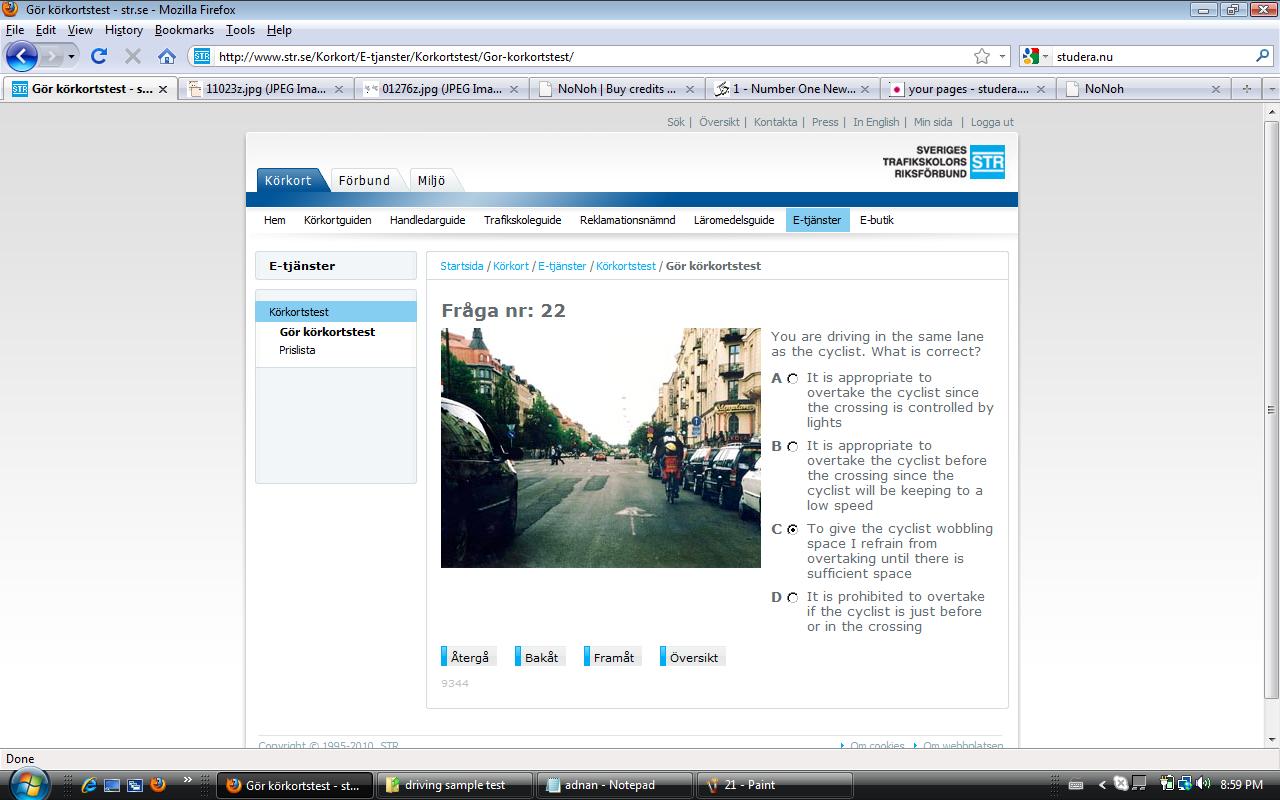 Gör körkortstest - str.se - Mozilla Firefox
File Edit View History Bookmarks Tools Help
STR http://www.str.se/Korkort/E-tjanster/Korkortstest/Gor-korkortstest/ studera.nu
STR Gör körkortstest - s... 11023z.jpg (JPEG Ima... 01276z.jpg (JPEG Ima... NoNoh | Buy credits ... 1 - Number One New... your pages - studera.... NoNoh
Sök | Översikt | Kontakta | Press | In English | Min sida | Logga ut
SVERIGES
TRAFIKSKOLORS STR
RIKSFÖRBUND
Körkort Förbund Miljö
Hem Körkortguiden Handledarguide Trafikskoleguide Reklamationsnämnd Läromedelsguide E-tjänster E-butik
E-tjänster
Körkortstest
Gör körkortstest
Prislista
Startsida / Körkort / E-tjänster / Körkortstest / Gör körkortstest
Fråga nr: 22
You are driving in the same lane
as the cyclist. What is correct?
A It is appropriate to
overtake the cyclist since
the crossing is controlled by
lights
B It is appropriate to
overtake the cyclist before
the crossing since the
cyclist will be keeping to a
low speed
C To give the cyclist wobbling
space I refrain from
overtaking until there is
sufficient space
D It is prohibited to overtake
if the cyclist is just before
or in the crossing
Återgå Bakåt Framåt Översikt
9344
Copyright © 1995-2010, STR Om cookies Om webbplatsen
Done
Gör körkortstest - st... driving sample test adnan - Notepad 21 - Paint 8:59 PM